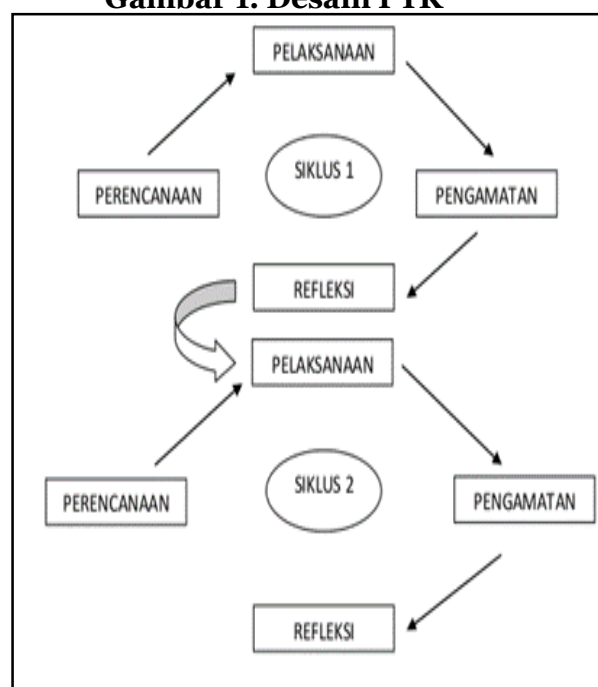 Gambar 1. Desain PTK
PELAKSANAAN
SIKLUS 1
PERENCANAAN
PENGAMATAN
REFLEKSI
PELAKSANAAN
SIKLUS 2
PERENCANAAN
PENGAMATAN
REFLEKSI